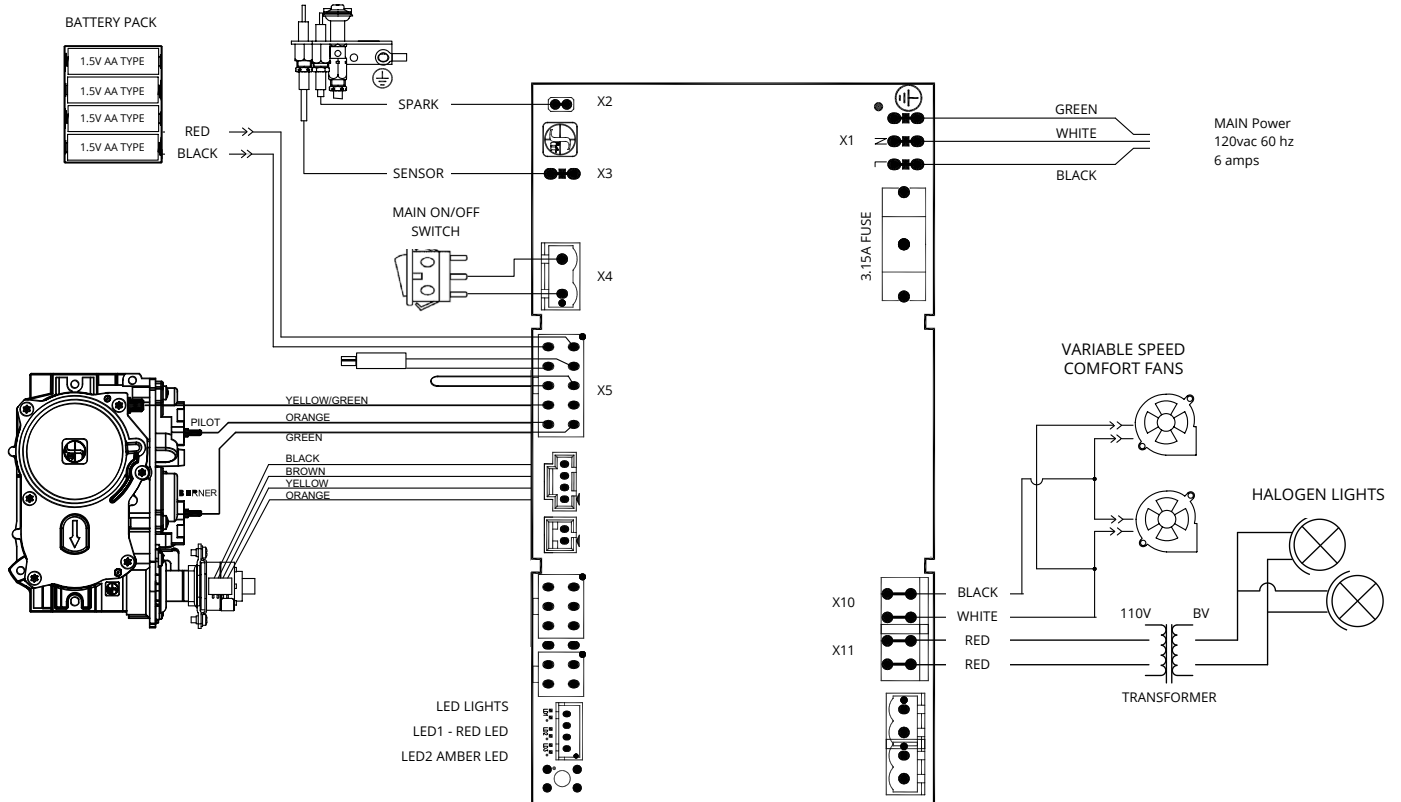 BATTERY PACK
1.5V AA TYPE
1.5V AA TYPE
1.5V AA TYPE
1.5V AA TYPE
RED
BLACK
SPARK
X2
SENSOR
X3
MAIN ON/OFF
SWITCH
X4
X5
YELLOW/GREEN
ORANGE
PILOT
GREEN
BLACK
BROWN
YELLOW
ORANGE
LED LIGHTS
LED1 - RED LED
LED2 AMBER LED
X1
N
L
GREEN
WHITE
BLACK
MAIN Power
120vac 60 hz
6 amps
3.15A FUSE
VARIABLE SPEED
COMFORT FANS
HALOGEN LIGHTS
X10
BLACK
WHITE
X11
RED
RED
110V
BV
TRANSFORMER